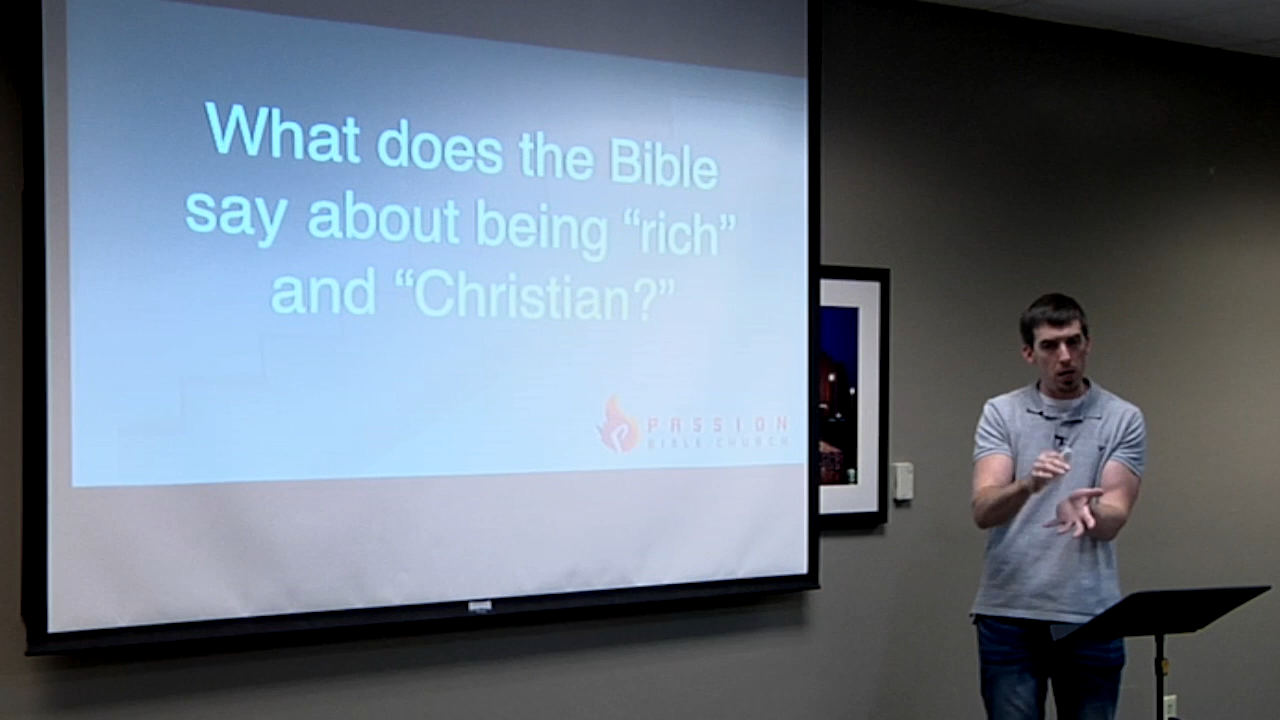 What does the Bible
say about being “rich”
and “Christian?”
PASSION
BIBLE CHURCH